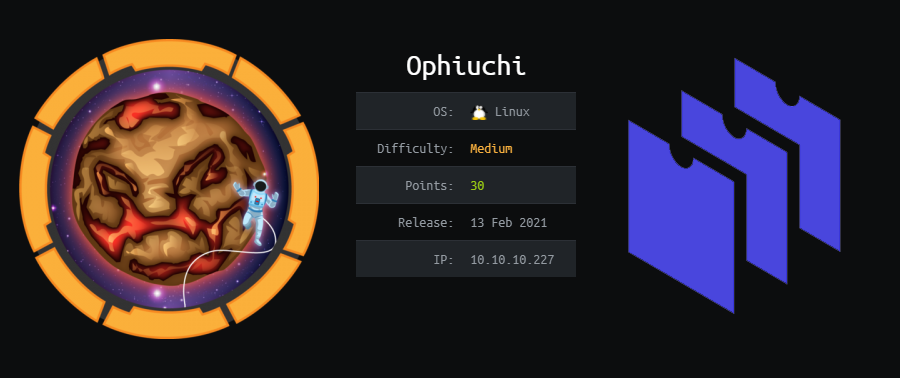 Ophiuchi
OS: Linux
Difficulty: Medium
Points: 30
Release: 13 Feb 2021
IP: 10.10.10.227